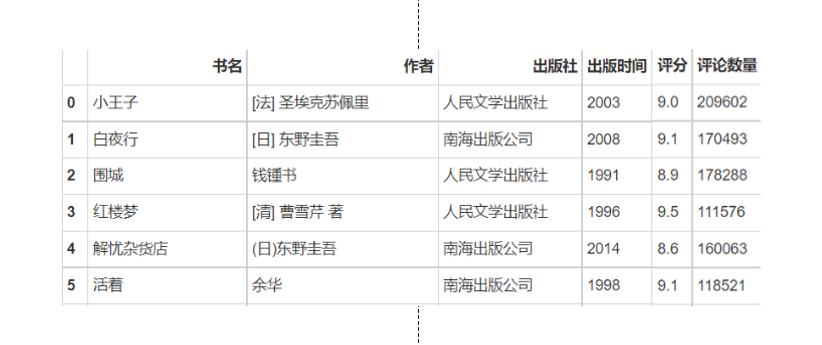 书名 作者 出版社 出版时间 评分 评论数量
0 小王子 [法] 圣埃克苏佩里 人民文学出版社 2003 9.0 209602
1 白夜行 [日] 东野圭吾 南海出版公司 2008 9.1 170493
2 围城 钱锺书 人民文学出版社 1991 8.9 178288
3 红楼梦 [清] 曹雪芹 著 人民文学出版社 1996 9.5 111576
4 解忧杂货店 (日)东野圭吾 南海出版公司 2014 8.6 160063
5 活着 余华 南海出版公司 1998 9.1 118521